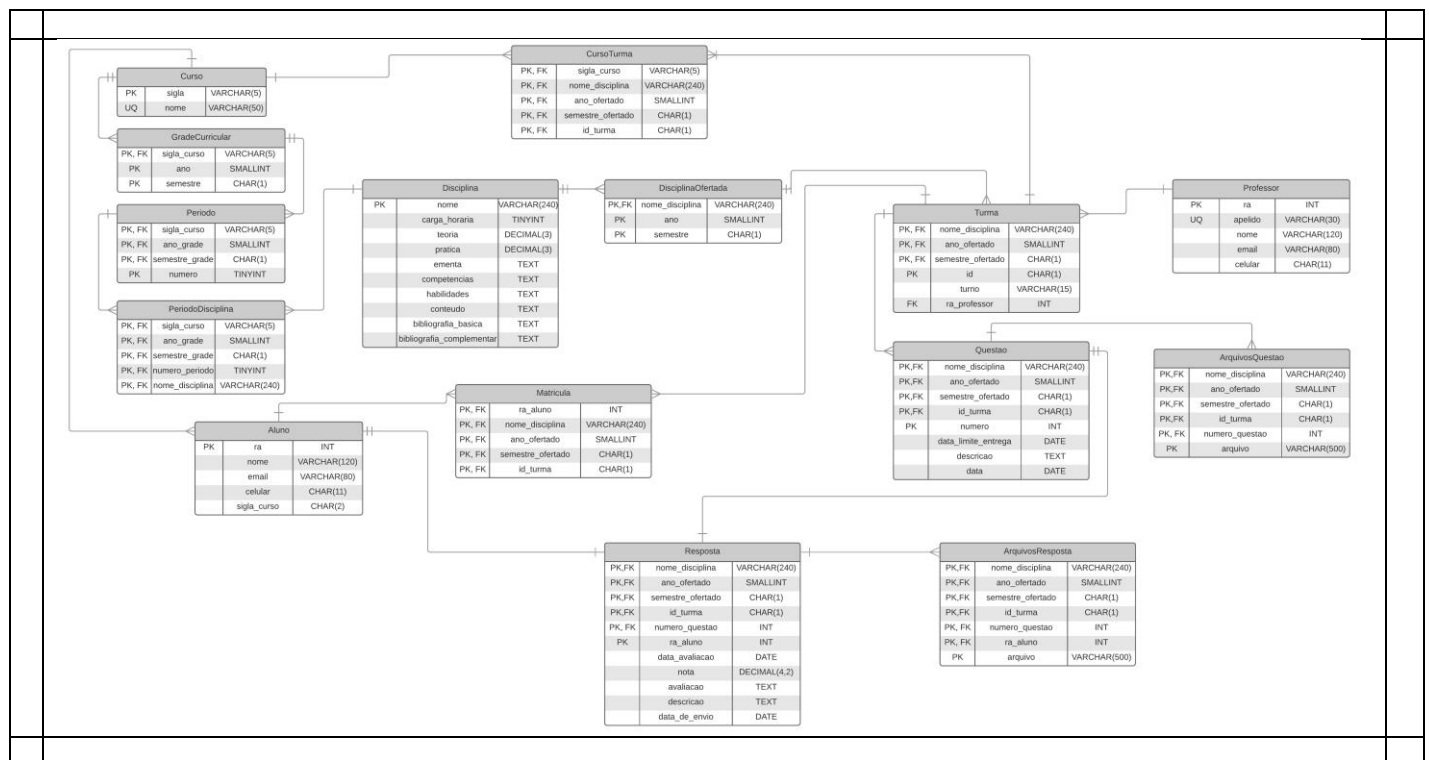 CursoTurma
PK, FK sigla_curso VARCHAR(5)
PK, FK nome_disciplina VARCHAR(240)
PK, FK ano_ofertado SMALLINT
PK, FK semestre_ofertado CHAR(1)
PK, FK id_turma CHAR(1)
Curso
PK sigla VARCHAR(5)
UQ nome VARCHAR(50)
GradeCurricular
PK, FK sigla_curso VARCHAR(5)
PK ano SMALLINT
PK semestre CHAR(1)
Periodo
PK, FK sigla_curso VARCHAR(5)
PK, FK ano_grade SMALLINT
PK, FK semestre_grade CHAR(1)
PK numero TINYINT
PeriodoDisciplina
PK, FK sigla_curso VARCHAR(5)
PK, FK ano_grade SMALLINT
PK, FK semestre_grade CHAR(1)
PK, FK numero_periodo TINYINT
PK, FK nome_disciplina VARCHAR(240)
Disciplina
PK nome VARCHAR(240)
carga_horaria TINYINT
teoria DECIMAL(3)
pratica DECIMAL(3)
ementa TEXT
competencias TEXT
habilidades TEXT
conteudo TEXT
bibliografia_basica TEXT
bibliografia_complementar TEXT
DisciplinaOfertada
PK,FK nome_disciplina VARCHAR(240)
PK ano SMALLINT
PK semestre CHAR(1)
Turma
PK, FK nome_disciplina VARCHAR(240)
PK, FK ano_ofertado SMALLINT
PK, FK semestre_ofertado CHAR(1)
PK id CHAR(1)
turno VARCHAR(15)
FK ra_professor INT
Professor
PK ra INT
UQ apelido VARCHAR(30)
nome VARCHAR(120)
email VARCHAR(80)
celular CHAR(11)
Questao
PK,FK nome_disciplina VARCHAR(240)
PK,FK ano_ofertado SMALLINT
PK,FK semestre_ofertado CHAR(1)
PK,FK id_turma CHAR(1)
PK numero INT
data_limite_entrega DATE
descricao TEXT
data DATE
ArquivosQuestao
PK,FK nome_disciplina VARCHAR(240)
PK,FK ano_ofertado SMALLINT
PK,FK semestre_ofertado CHAR(1)
PK,FK id_turma CHAR(1)
PK, FK numero_questao INT
PK arquivo VARCHAR(500)
Matricula
PK, FK ra_aluno INT
PK, FK nome_disciplina VARCHAR(240)
PK, FK ano_ofertado SMALLINT
PK, FK semestre_ofertado CHAR(1)
PK, FK id_turma CHAR(1)
Aluno
PK ra INT
nome VARCHAR(120)
email VARCHAR(80)
celular CHAR(11)
sigla_curso CHAR(2)
Resposta
PK,FK nome_disciplina VARCHAR(240)
PK,FK ano_ofertado SMALLINT
PK,FK semestre_ofertado CHAR(1)
PK,FK id_turma CHAR(1)
PK, FK numero_questao INT
PK ra_aluno INT
data_avaliacao DATE
nota DECIMAL(4,2)
avaliacao TEXT
descricao TEXT
data_de_envio DATE
ArquivosResposta
PK,FK nome_disciplina VARCHAR(240)
PK,FK ano_ofertado SMALLINT
PK,FK semestre_ofertado CHAR(1)
PK,FK id_turma CHAR(1)
PK, FK numero_questao INT
PK, FK ra_aluno INT
PK arquivo VARCHAR(500)